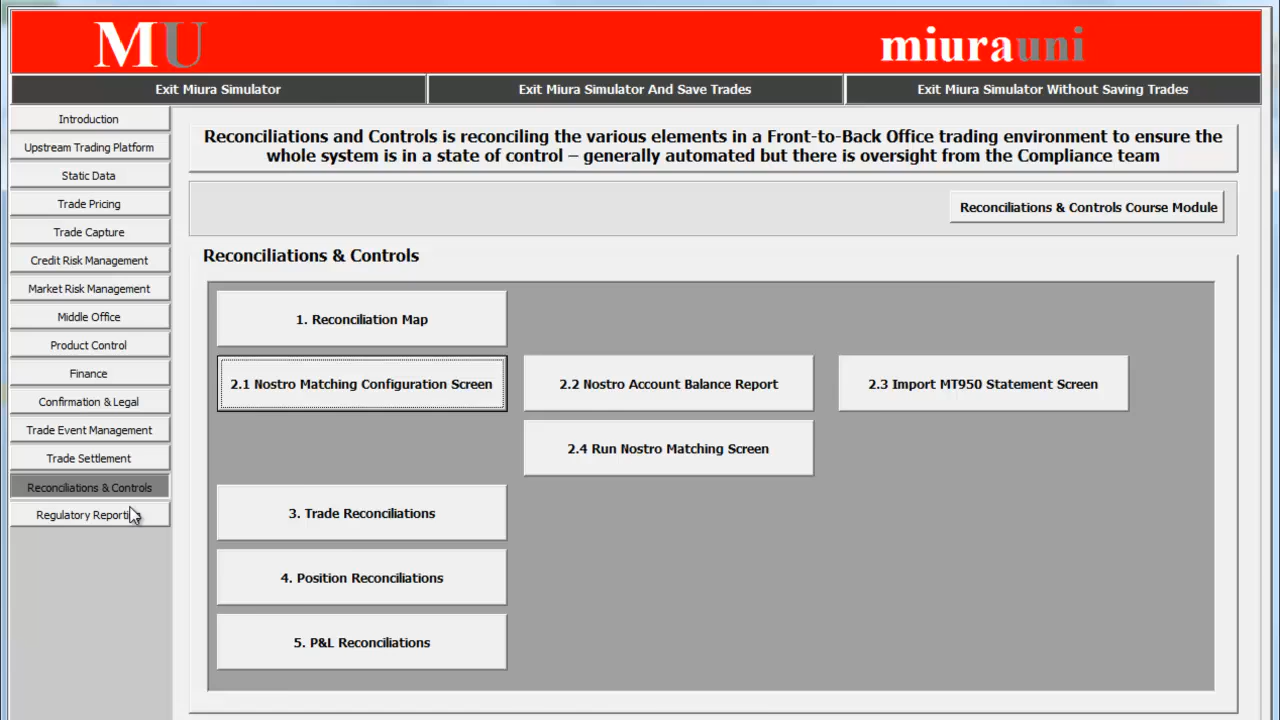 MU
miurauni
Exit Miura Simulator
Exit Miura Simulator And Save Trades
Exit Miura Simulator Without Saving Trades
Introduction
Upstream Trading Platform
Static Data
Trade Pricing
Trade Capture
Credit Risk Management
Market Risk Management
Middle Office
Product Control
Finance
Confirmation & Legal
Trade Event Management
Trade Settlement
Reconciliations & Controls
Regulatory Reporting
Reconciliations and Controls is reconciling the various elements in a Front-to-Back Office trading environment to ensure the
whole system is in a state of control – generally automated but there is oversight from the Compliance team
Reconciliations & Controls Course Module
Reconciliations & Controls
1. Reconciliation Map
2.1 Nostro Matching Configuration Screen
2.2 Nostro Account Balance Report
2.3 Import MT950 Statement Screen
2.4 Run Nostro Matching Screen
3. Trade Reconciliations
4. Position Reconciliations
5. P&L Reconciliations